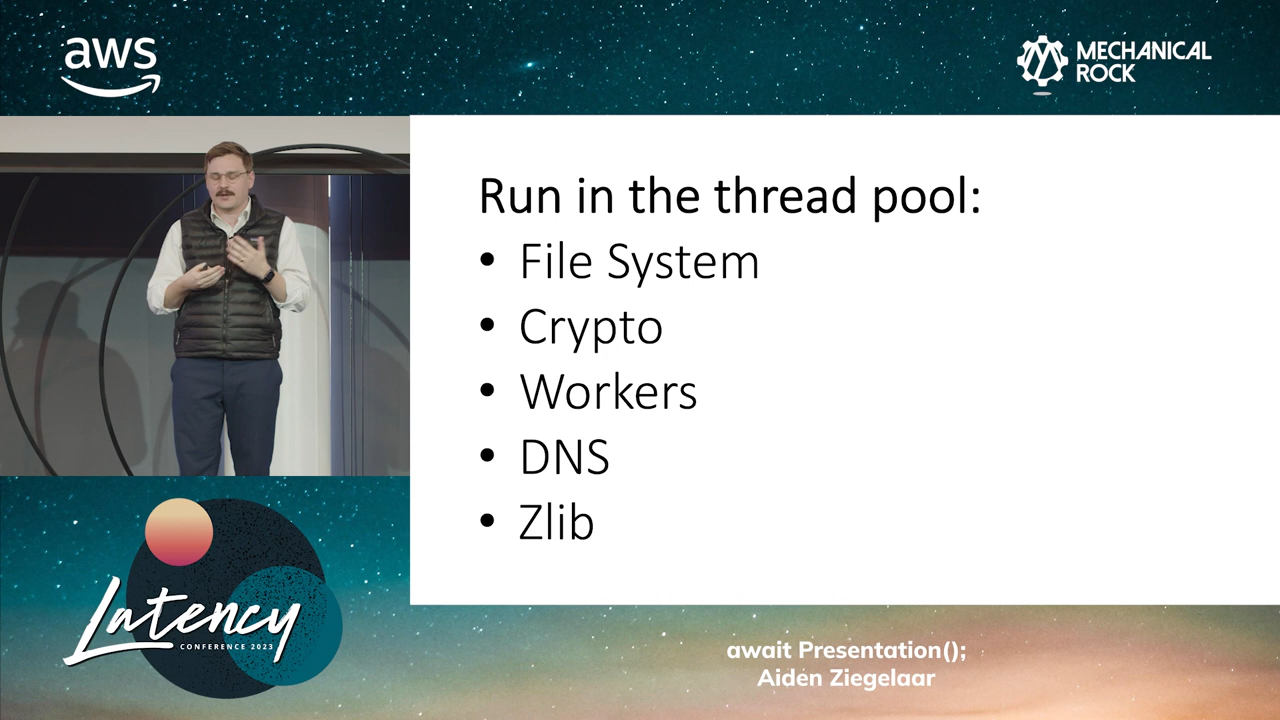 aws
MECHANICAL
ROCK
Run in the thread pool:
• File System
• Crypto
• Workers
• DNS
• Zlib
Latency
CONFERENCE 2023
await Presentation();
Aiden Ziegelaar